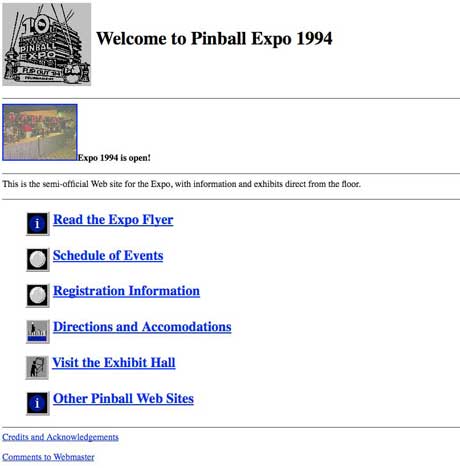 10
PINBALL
EXPO
Welcome to Pinball Expo 1994
Expo 1994 is open!
This is the semi-official Web site for the Expo, with information and exhibits direct from the floor.
Read the Expo Flyer
Schedule of Events
Registration Information
Directions and Accomodations
Visit the Exhibit Hall
Other Pinball Web Sites
Credits and Acknowledgements
Comments to Webmaster